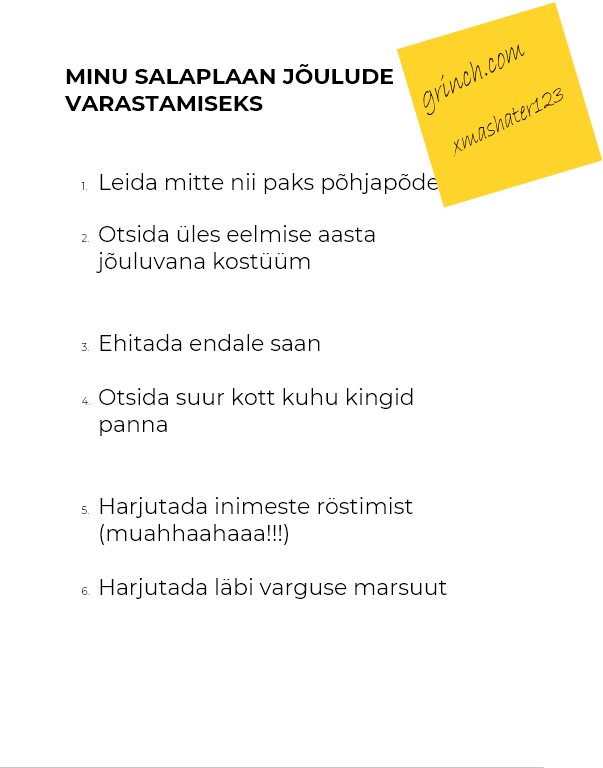 MINU SALAPLAAN JÕULUDE
VARASTAMISEKS
grinch.com
xmashater123
1. Leida mitte nii paks põhjapõde
2. Otsida üles eelmise aasta
jõuluvana kostüüm
3. Ehitada endale saan
4. Otsida suur kott kuhu kingid
panna
5. Harjutada inimeste röstimist
(muahhaahaaa!!!)
6. Harjutada läbi varguse marsuut